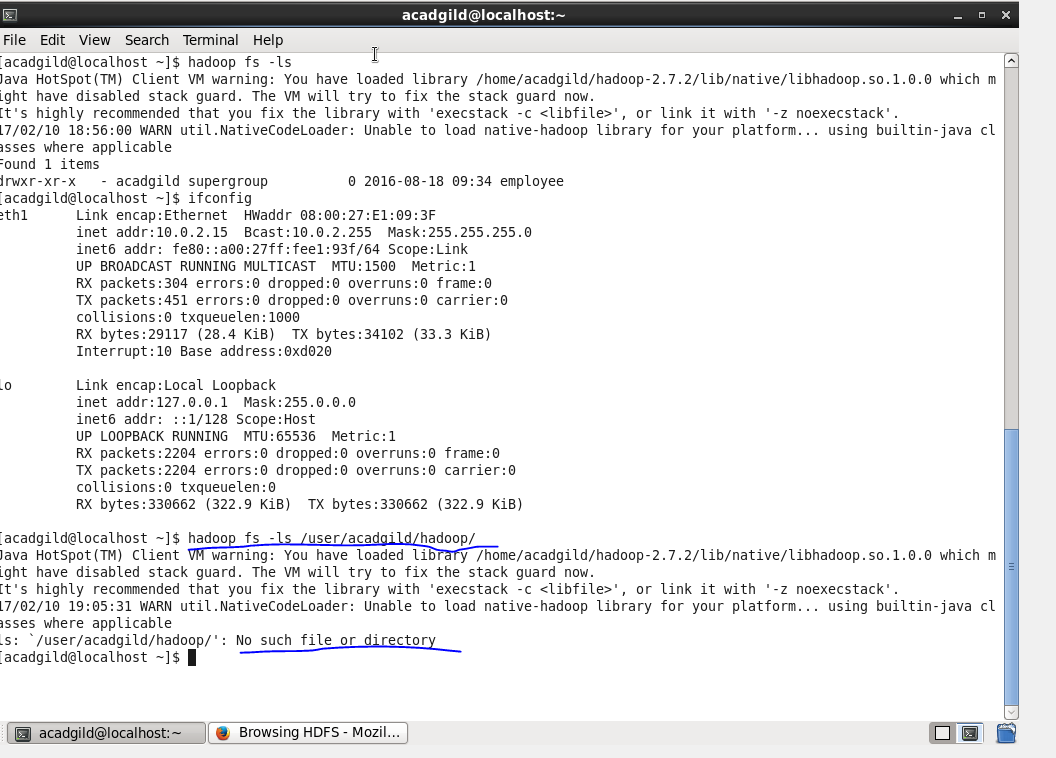 acadgild@localhost:~
File Edit View Search Terminal Help
[acadgild@localhost ~]$ hadoop fs -ls
Java HotSpot(TM) Client VM warning: You have loaded library /home/acadgild/hadoop-2.7.2/lib/native/libhadoop.so.1.0.0 which m
ight have disabled stack guard. The VM will try to fix the stack guard now.
It's highly recommended that you fix the library with 'execstack -c <libfile>', or link it with '-z noexecstack'.
17/02/10 18:56:00 WARN util.NativeCodeLoader: Unable to load native-hadoop library for your platform... using builtin-java cl
asses where applicable
Found 1 items
drwxr-xr-x   - acadgild supergroup          0 2016-08-18 09:34 employee
[acadgild@localhost ~]$ ifconfig
eth1      Link encap:Ethernet  HWaddr 08:00:27:E1:09:3F
          inet addr:10.0.2.15  Bcast:10.0.2.255  Mask:255.255.255.0
          inet6 addr: fe80::a00:27ff:fee1:93f/64 Scope:Link
          UP BROADCAST RUNNING MULTICAST  MTU:1500  Metric:1
          RX packets:304 errors:0 dropped:0 overruns:0 frame:0
          TX packets:451 errors:0 dropped:0 overruns:0 carrier:0
          collisions:0 txqueuelen:1000
          RX bytes:29117 (28.4 KiB)  TX bytes:34102 (33.3 KiB)
          Interrupt:10 Base address:0xd020
lo        Link encap:Local Loopback
          inet addr:127.0.0.1  Mask:255.0.0.0
          inet6 addr: ::1/128 Scope:Host
          UP LOOPBACK RUNNING  MTU:65536  Metric:1
          RX packets:2204 errors:0 dropped:0 overruns:0 frame:0
          TX packets:2204 errors:0 dropped:0 overruns:0 carrier:0
          collisions:0 txqueuelen:0
          RX bytes:330662 (322.9 KiB)  TX bytes:330662 (322.9 KiB)
[acadgild@localhost ~]$ hadoop fs -ls /user/acadgild/hadoop/
Java HotSpot(TM) Client VM warning: You have loaded library /home/acadgild/hadoop-2.7.2/lib/native/libhadoop.so.1.0.0 which m
ight have disabled stack guard. The VM will try to fix the stack guard now.
It's highly recommended that you fix the library with 'execstack -c <libfile>', or link it with '-z noexecstack'.
17/02/10 19:05:31 WARN util.NativeCodeLoader: Unable to load native-hadoop library for your platform... using builtin-java cl
asses where applicable
ls: `/user/acadgild/hadoop/': No such file or directory
[acadgild@localhost ~]$
acadgild@localhost:~ Browsing HDFS - Mozil...